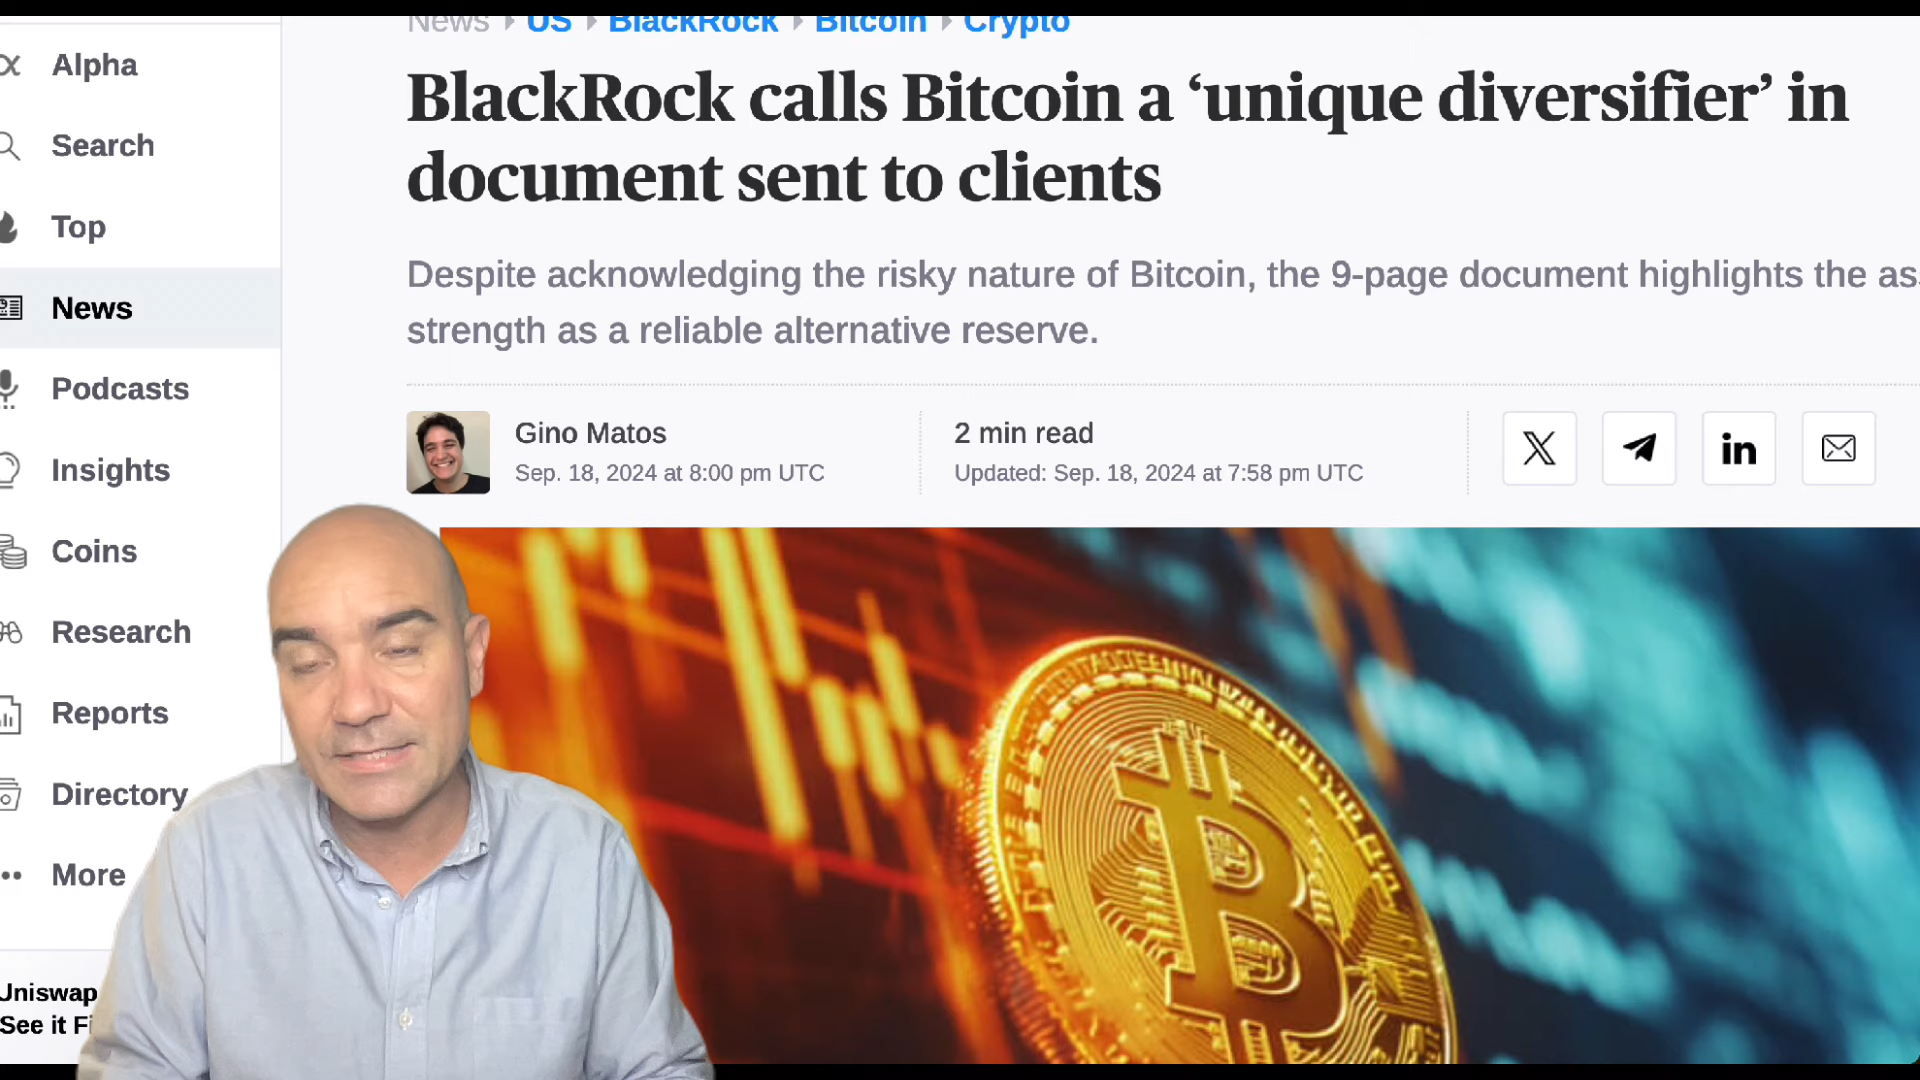 News US BlackRock Bitcoin Crypto
BlackRock calls Bitcoin a ‘unique diversifier’ in
document sent to clients
Despite acknowledging the risky nature of Bitcoin, the 9-page document highlights the
strength as a reliable alternative reserve.
Gino Matos
Sep. 18, 2024 at 8:00 pm UTC
2 min read
Updated: Sep. 18, 2024 at 7:58 pm UTC
Alpha
Search
Top
News
Podcasts
Insights
Coins
Research
Reports
Directory
More
Uniswap
See it